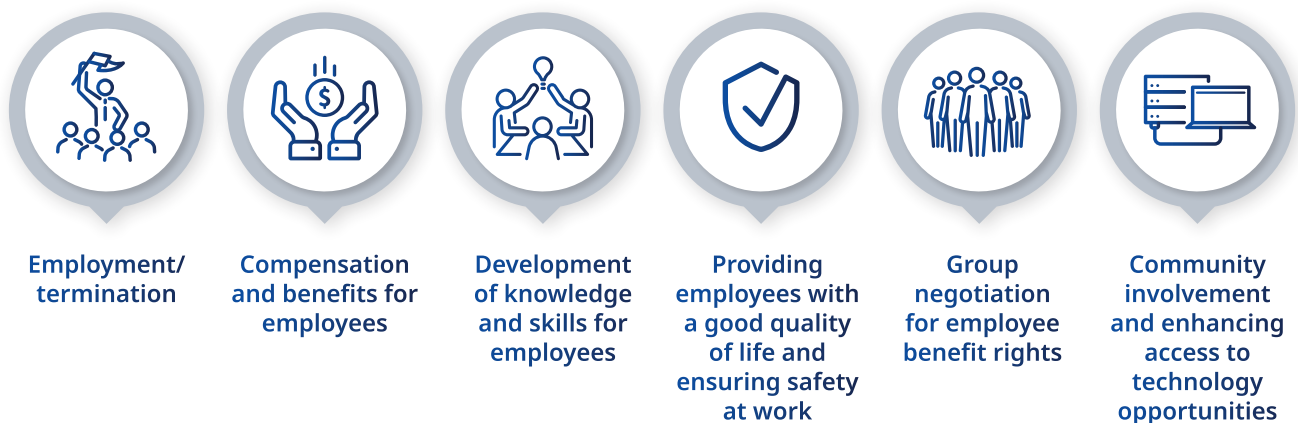 $
Employment/
termination
Compensation
and benefits for
employees
Development
of knowledge
and skills for
employees
Providing
employees with
a good quality
of life and
ensuring safety
at work
Group
negotiation
for employee
benefit rights
Community
involvement
and enhancing
access to
technology
opportunities